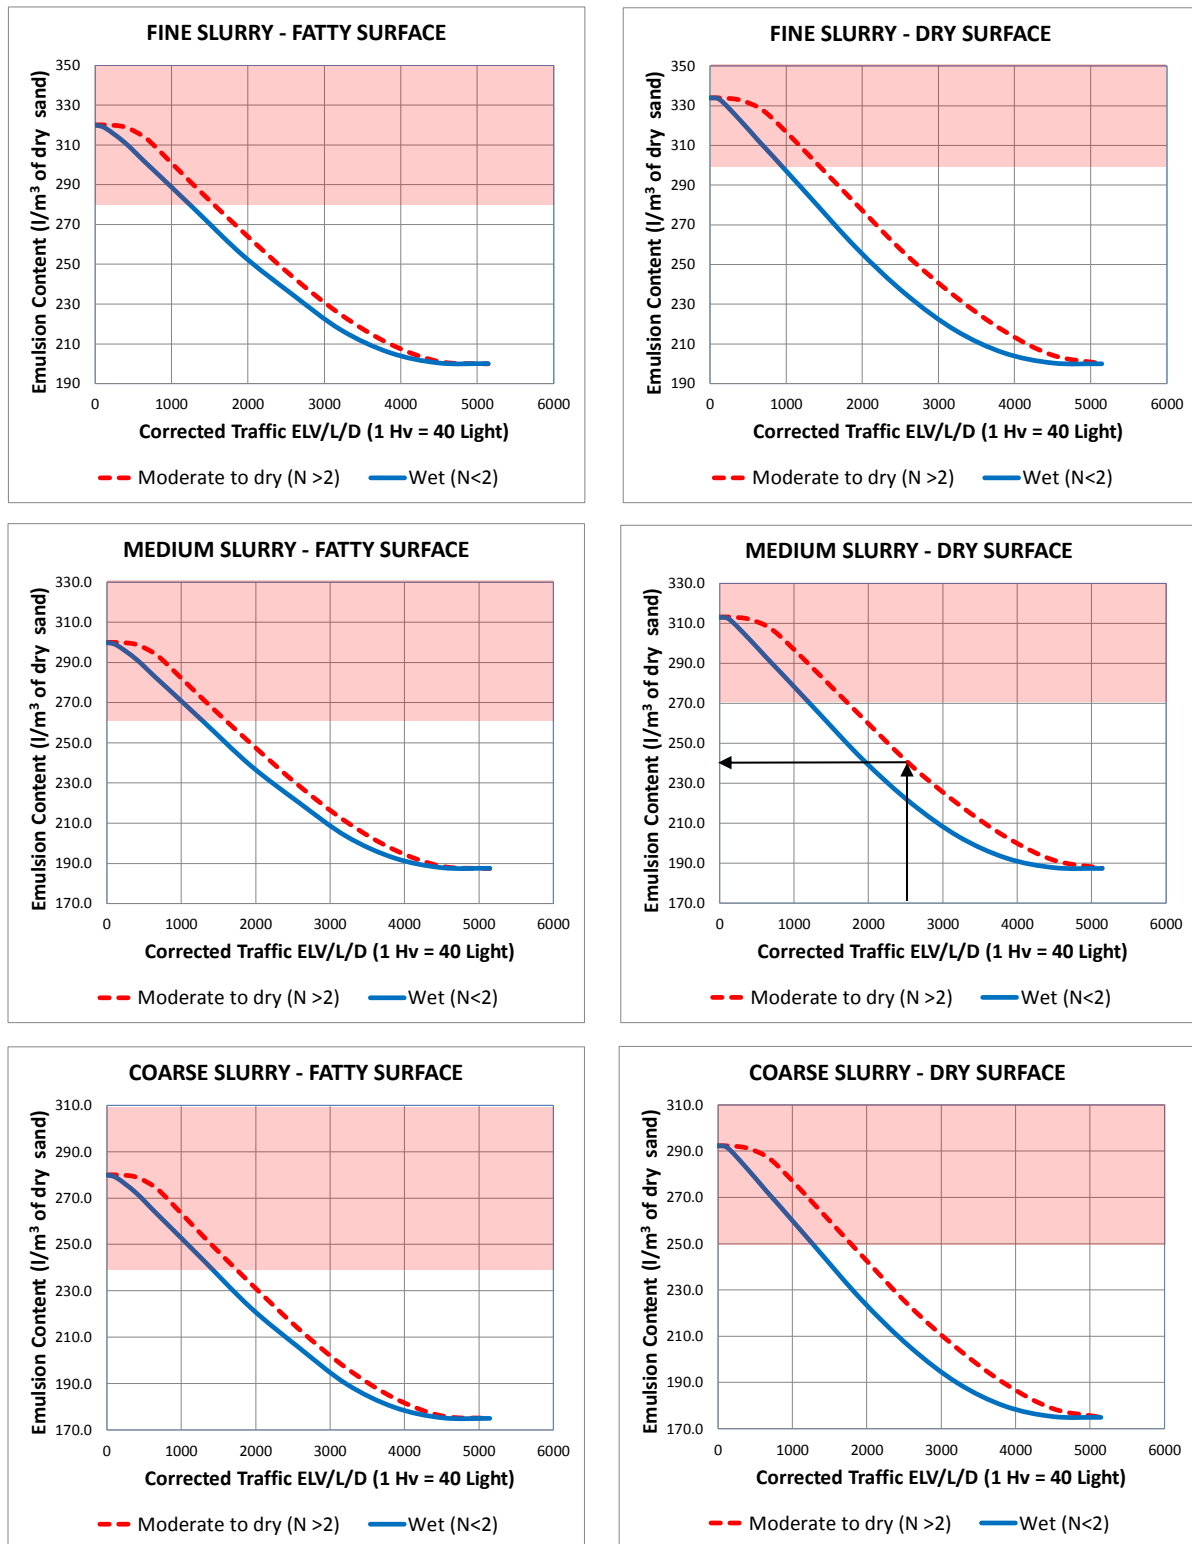 FINE SLURRY - FATTY SURFACE
Emulsion Content (l/m³ of dry sand)
350
330
310
290
270
250
230
210
190
0 1000 2000 3000 4000 5000 6000
Corrected Traffic ELV/L/D (1 Hv = 40 Light)
Moderate to dry (N >2) Wet (N<2)
FINE SLURRY - DRY SURFACE
Emulsion Content (l/m³ of dry sand)
350
330
310
290
270
250
230
210
190
0 1000 2000 3000 4000 5000 6000
Corrected Traffic ELV/L/D (1 Hv = 40 Light)
Moderate to dry (N >2) Wet (N<2)
MEDIUM SLURRY - FATTY SURFACE
Emulsion Content (l/m³ of dry sand)
330.0
310.0
290.0
270.0
250.0
230.0
210.0
190.0
170.0
0 1000 2000 3000 4000 5000 6000
Corrected Traffic ELV/L/D (1 Hv = 40 Light)
Moderate to dry (N >2) Wet (N<2)
MEDIUM SLURRY - DRY SURFACE
Emulsion Content (l/m³ of dry sand)
330.0
310.0
290.0
270.0
250.0
230.0
210.0
190.0
170.0
0 1000 2000 3000 4000 5000 6000
Corrected Traffic ELV/L/D (1 Hv = 40 Light)
Moderate to dry (N >2) Wet (N<2)
COARSE SLURRY - FATTY SURFACE
Emulsion Content (l/m³ of dry sand)
310.0
290.0
270.0
250.0
230.0
210.0
190.0
170.0
0 1000 2000 3000 4000 5000 6000
Corrected Traffic ELV/L/D (1 Hv = 40 Light)
Moderate to dry (N >2) Wet (N<2)
COARSE SLURRY - DRY SURFACE
Emulsion Content (l/m³ of dry sand)
310.0
290.0
270.0
250.0
230.0
210.0
190.0
170.0
0 1000 2000 3000 4000 5000 6000
Corrected Traffic ELV/L/D (1 Hv = 40 Light)
Moderate to dry (N >2) Wet (N<2)